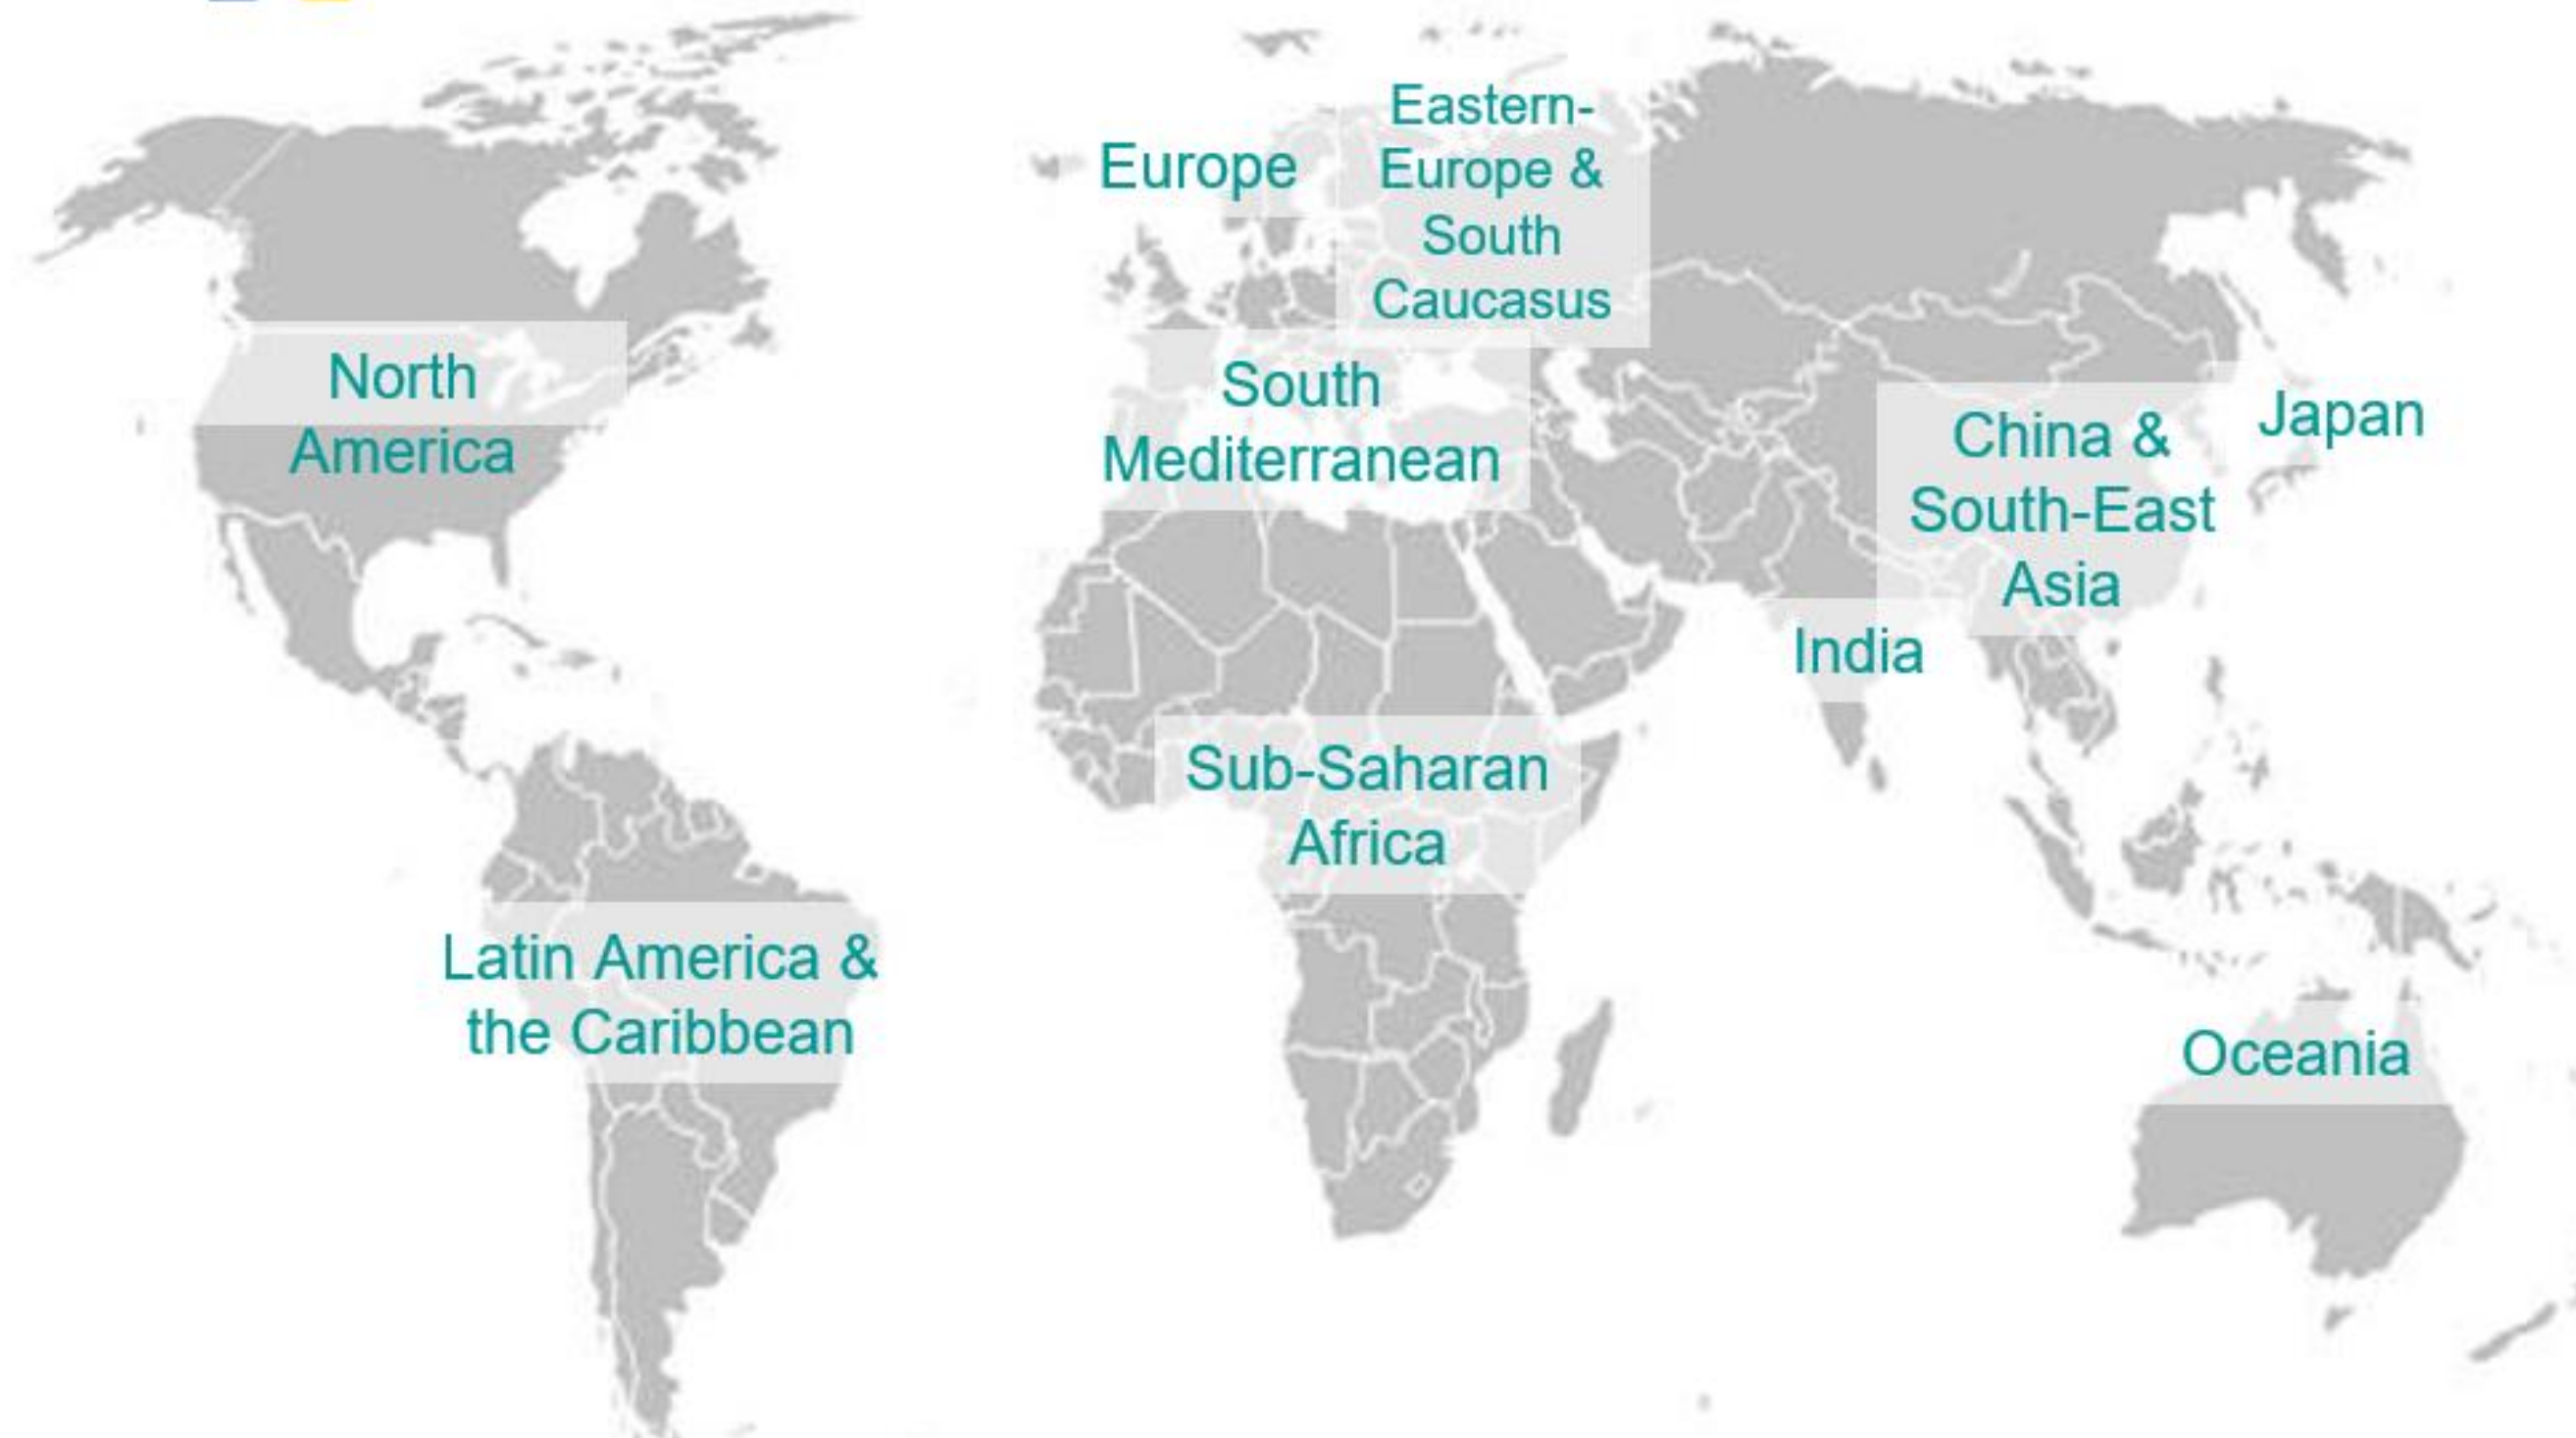 Eastern-
Europe &
South
Caucasus
Europe
North
America
South
Mediterranean
China &
South-East
Asia
Japan
India
Sub-Saharan
Africa
Latin America &
the Caribbean
Oceania